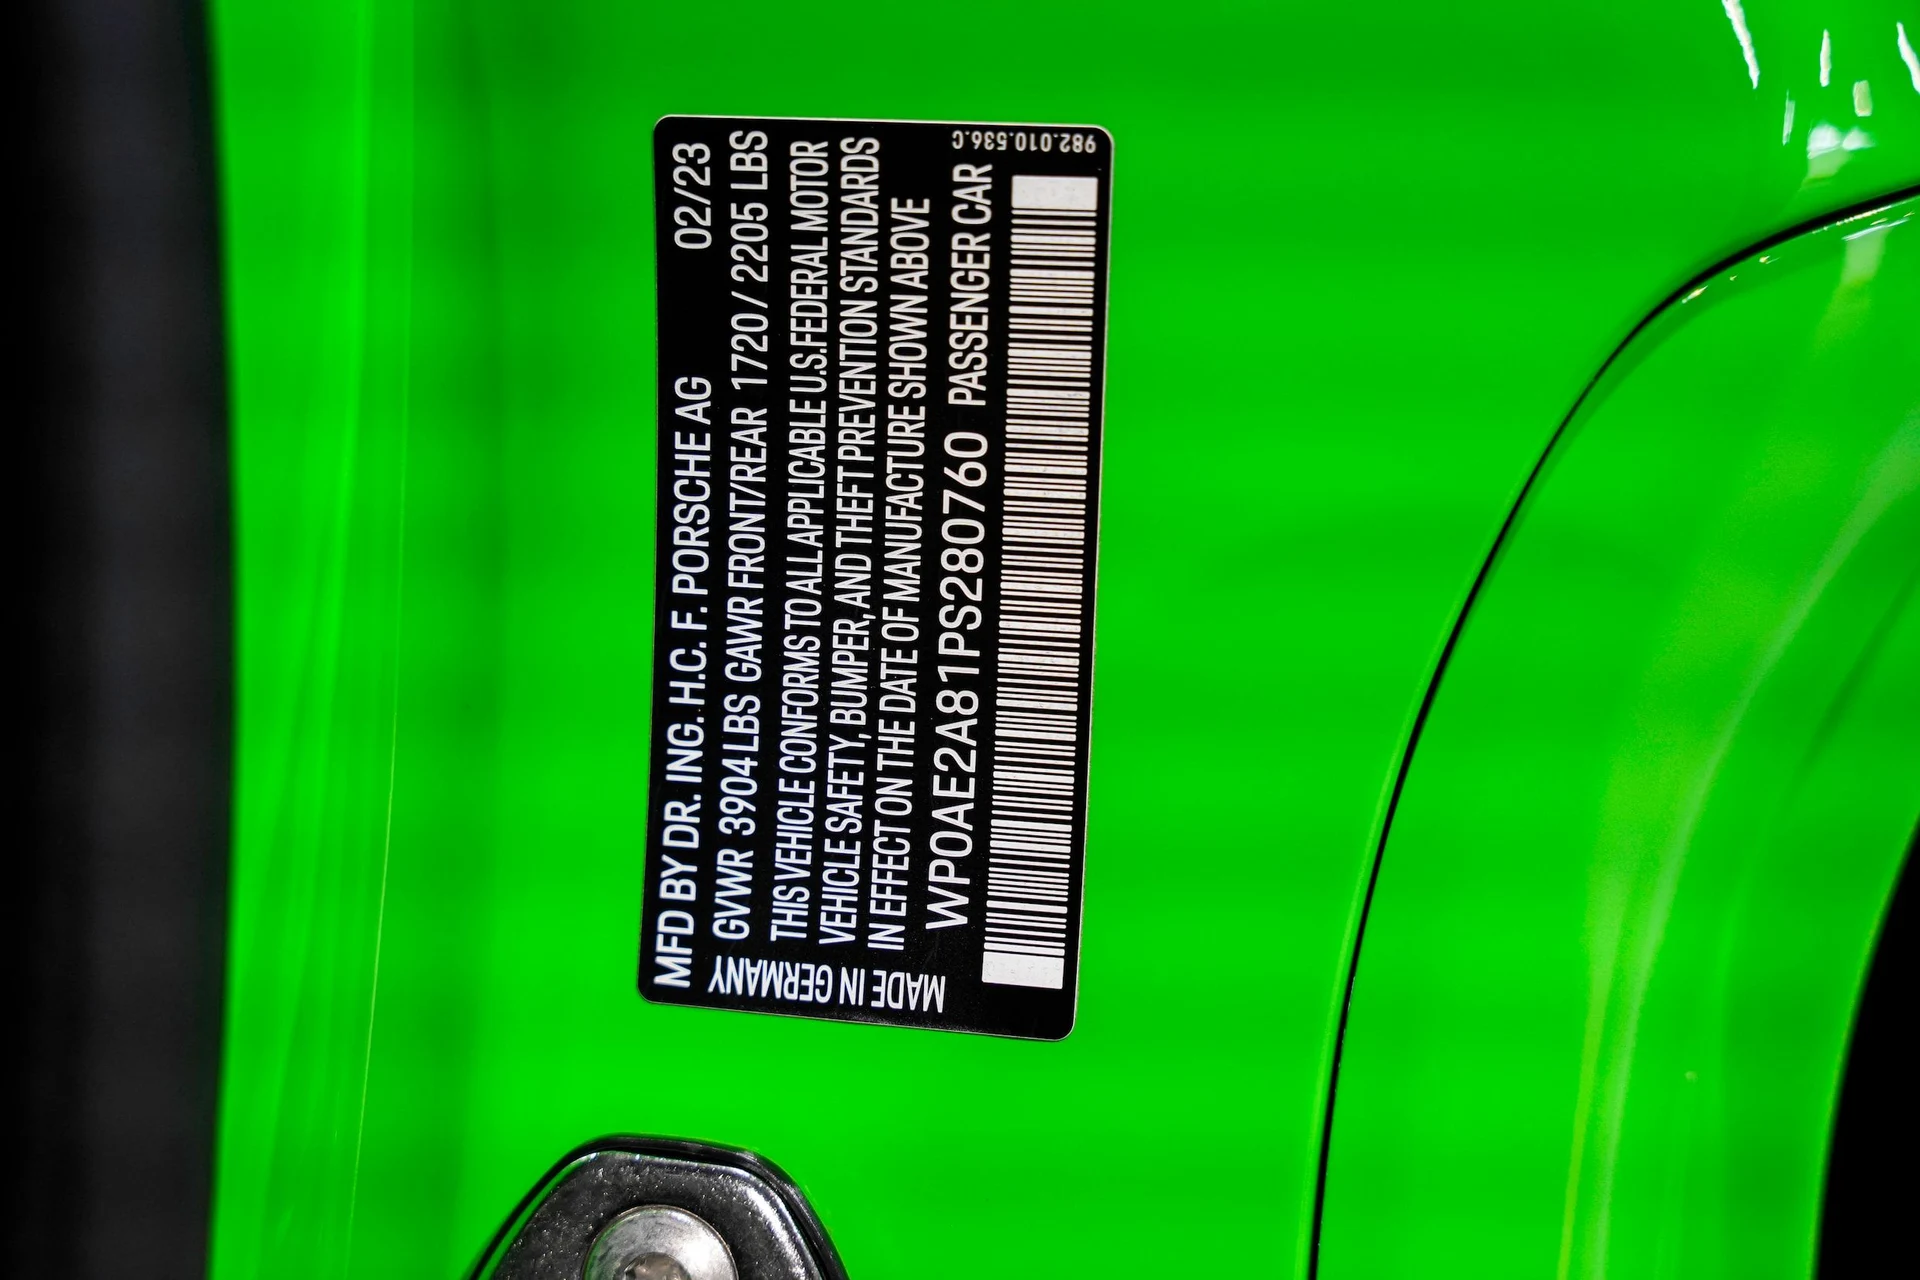 MFD BY DR. ING. H.C. F. PORSCHE AG 02/23
GVWR 3904 LBS GAWR FRONT/REAR 1720 / 2205 LBS
THIS VEHICLE CONFORMS TO ALL APPLICABLE U.S. FEDERAL MOTOR
VEHICLE SAFETY, BUMPER, AND THEFT PREVENTION STANDARDS
IN EFFECT ON THE DATE OF MANUFACTURE SHOWN ABOVE
WP0AE2A81PS280760 PASSENGER CAR
MADE IN GERMANY
982.010.536.C